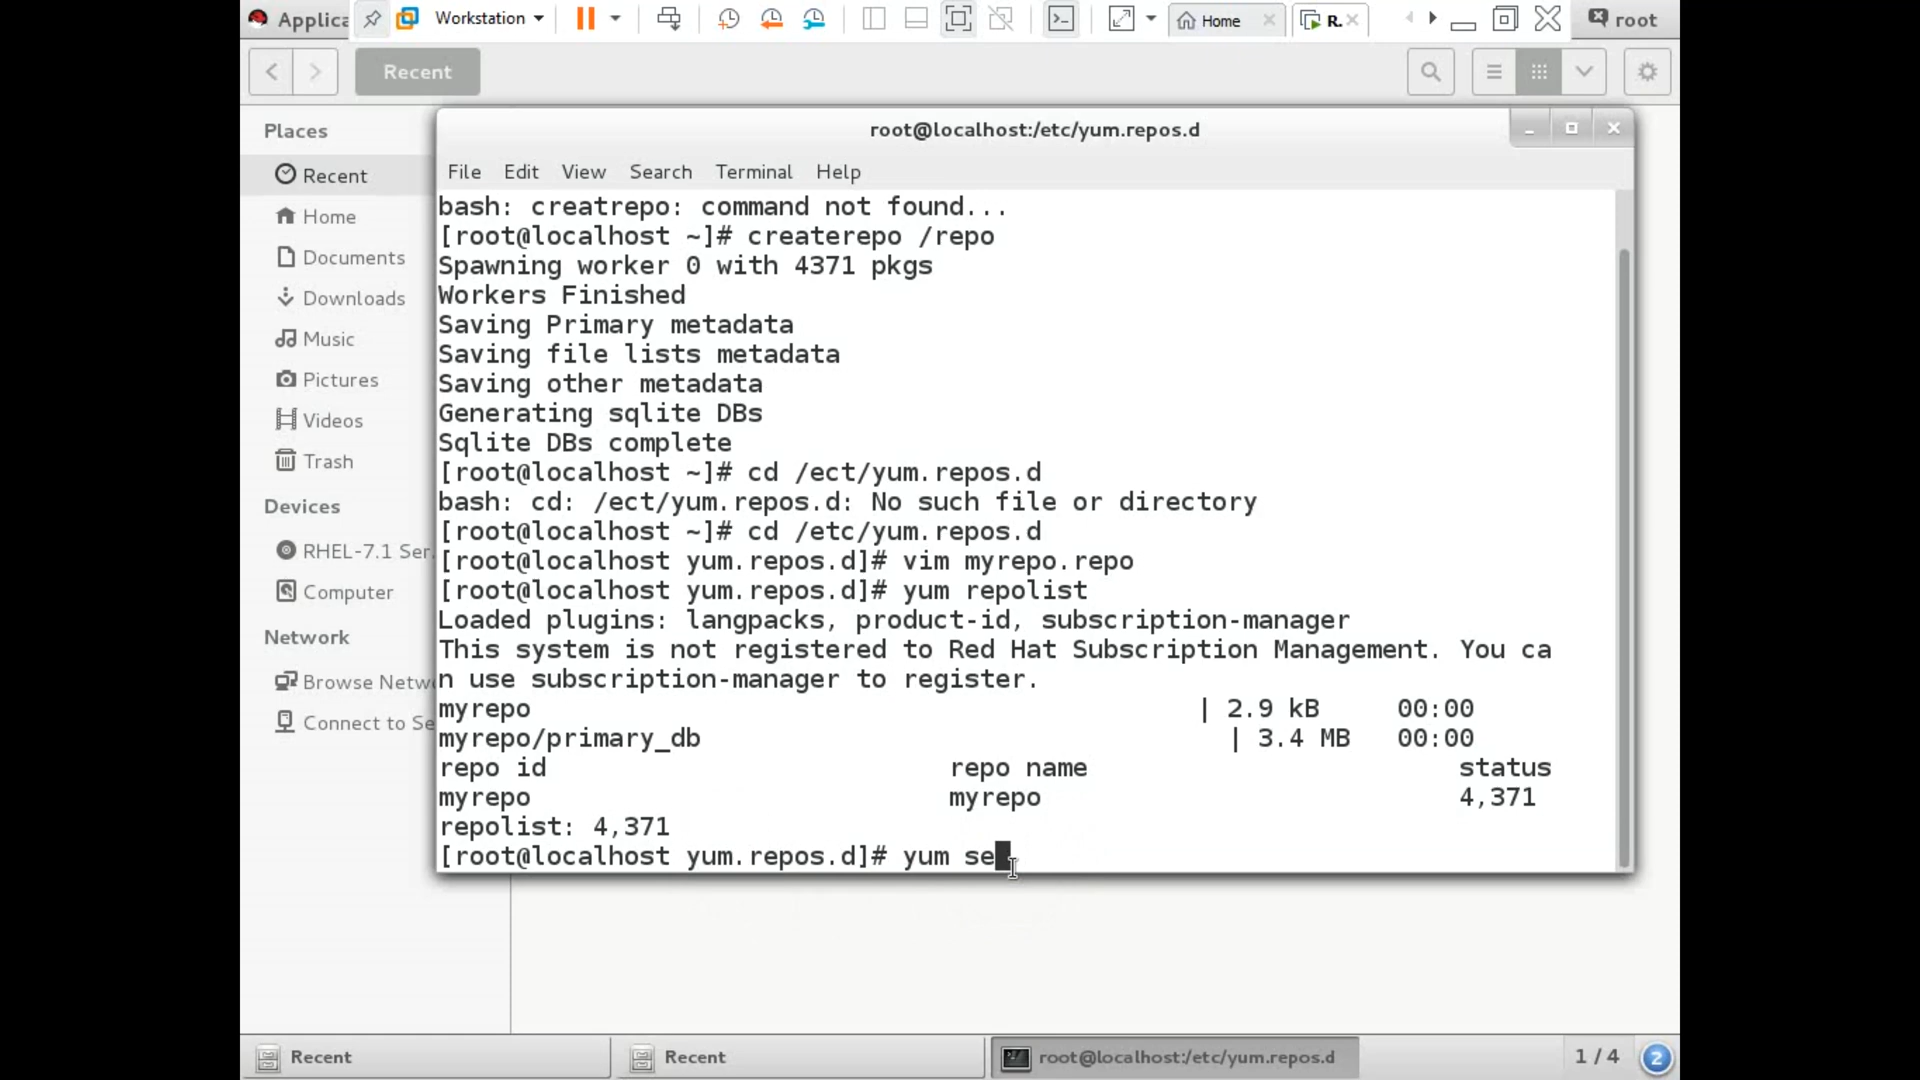 Applica
Workstation
Home
R.
root
Recent
Places
Recent
Home
Documents
Downloads
Music
Pictures
Videos
Trash
Devices
RHEL-7.1 Ser.
Computer
Network
Browse Netw
Connect to Se
root@localhost:/etc/yum.repos.d
File Edit View Search Terminal Help
bash: creatrepo: command not found...
[root@localhost ~]# createrepo /repo
Spawning worker 0 with 4371 pkgs
Workers Finished
Saving Primary metadata
Saving file lists metadata
Saving other metadata
Generating sqlite DBs
Sqlite DBs complete
[root@localhost ~]# cd /ect/yum.repos.d
bash: cd: /ect/yum.repos.d: No such file or directory
[root@localhost ~]# cd /etc/yum.repos.d
[root@localhost yum.repos.d]# vim myrepo.repo
[root@localhost yum.repos.d]# yum repolist
Loaded plugins: langpacks, product-id, subscription-manager
This system is not registered to Red Hat Subscription Management. You ca
n use subscription-manager to register.
myrepo | 2.9 kB 00:00
myrepo/primary_db | 3.4 MB 00:00
repo id repo name status
myrepo myrepo 4,371
repolist: 4,371
[root@localhost yum.repos.d]# yum se
Recent
Recent
root@localhost:/etc/yum.repos.d
1 / 4
2